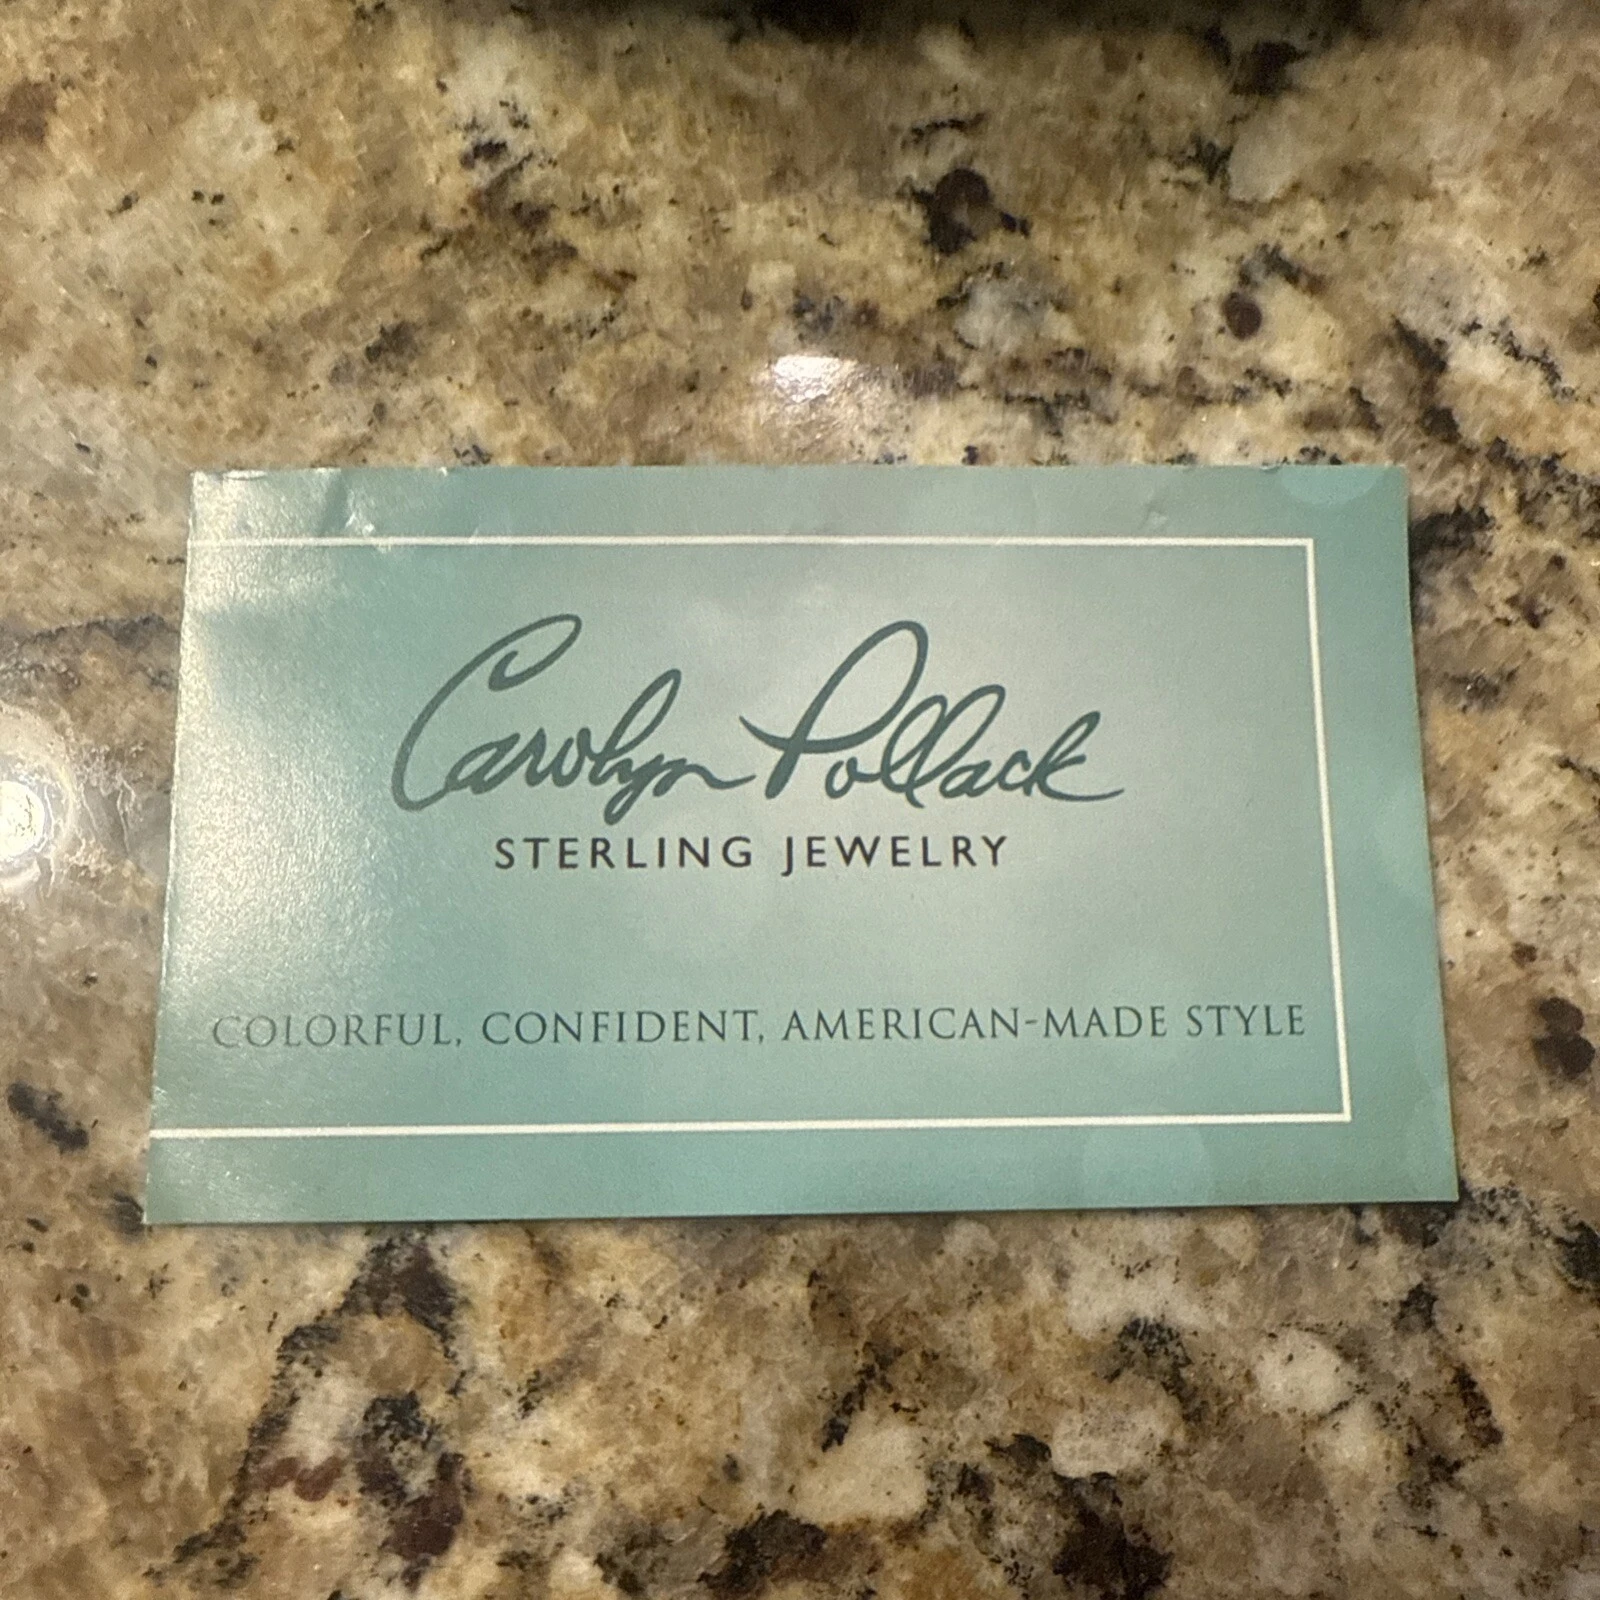 Carolyn Pollack
STERLING JEWELRY
COLORFUL, CONFIDENT, AMERICAN-MADE STYLE